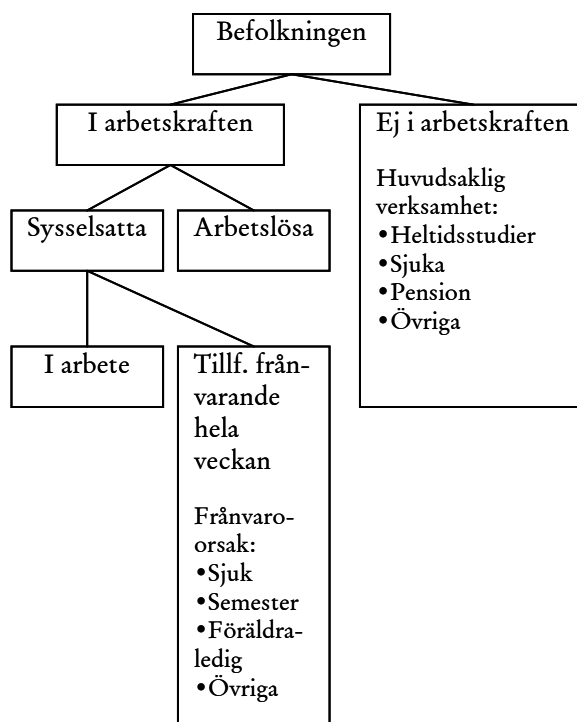 Befolkningen
I arbetskraften
Ej i arbetskraften
Huvudsaklig
verksamhet:
•Heltidsstudier
•Sjuka
•Pension
•Övriga
Sysselsatta
Arbetslösa
I arbete
Tillf. från-
varande
hela
veckan
Frånvaro-
orsak:
•Sjuk
•Semester
•Föräldra-
ledig
•Övriga